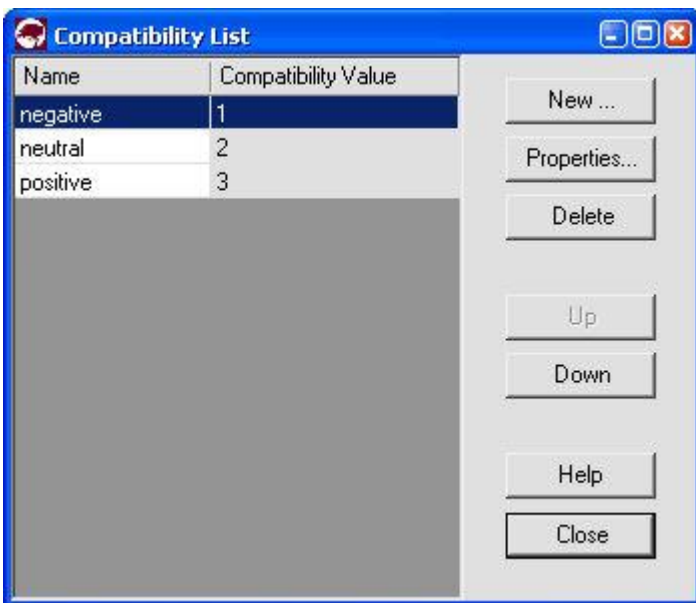 Compatibility List
Name Compatibility Value
negative 1
neutral 2
positive 3
New ...
Properties...
Delete
Up
Down
Help
Close